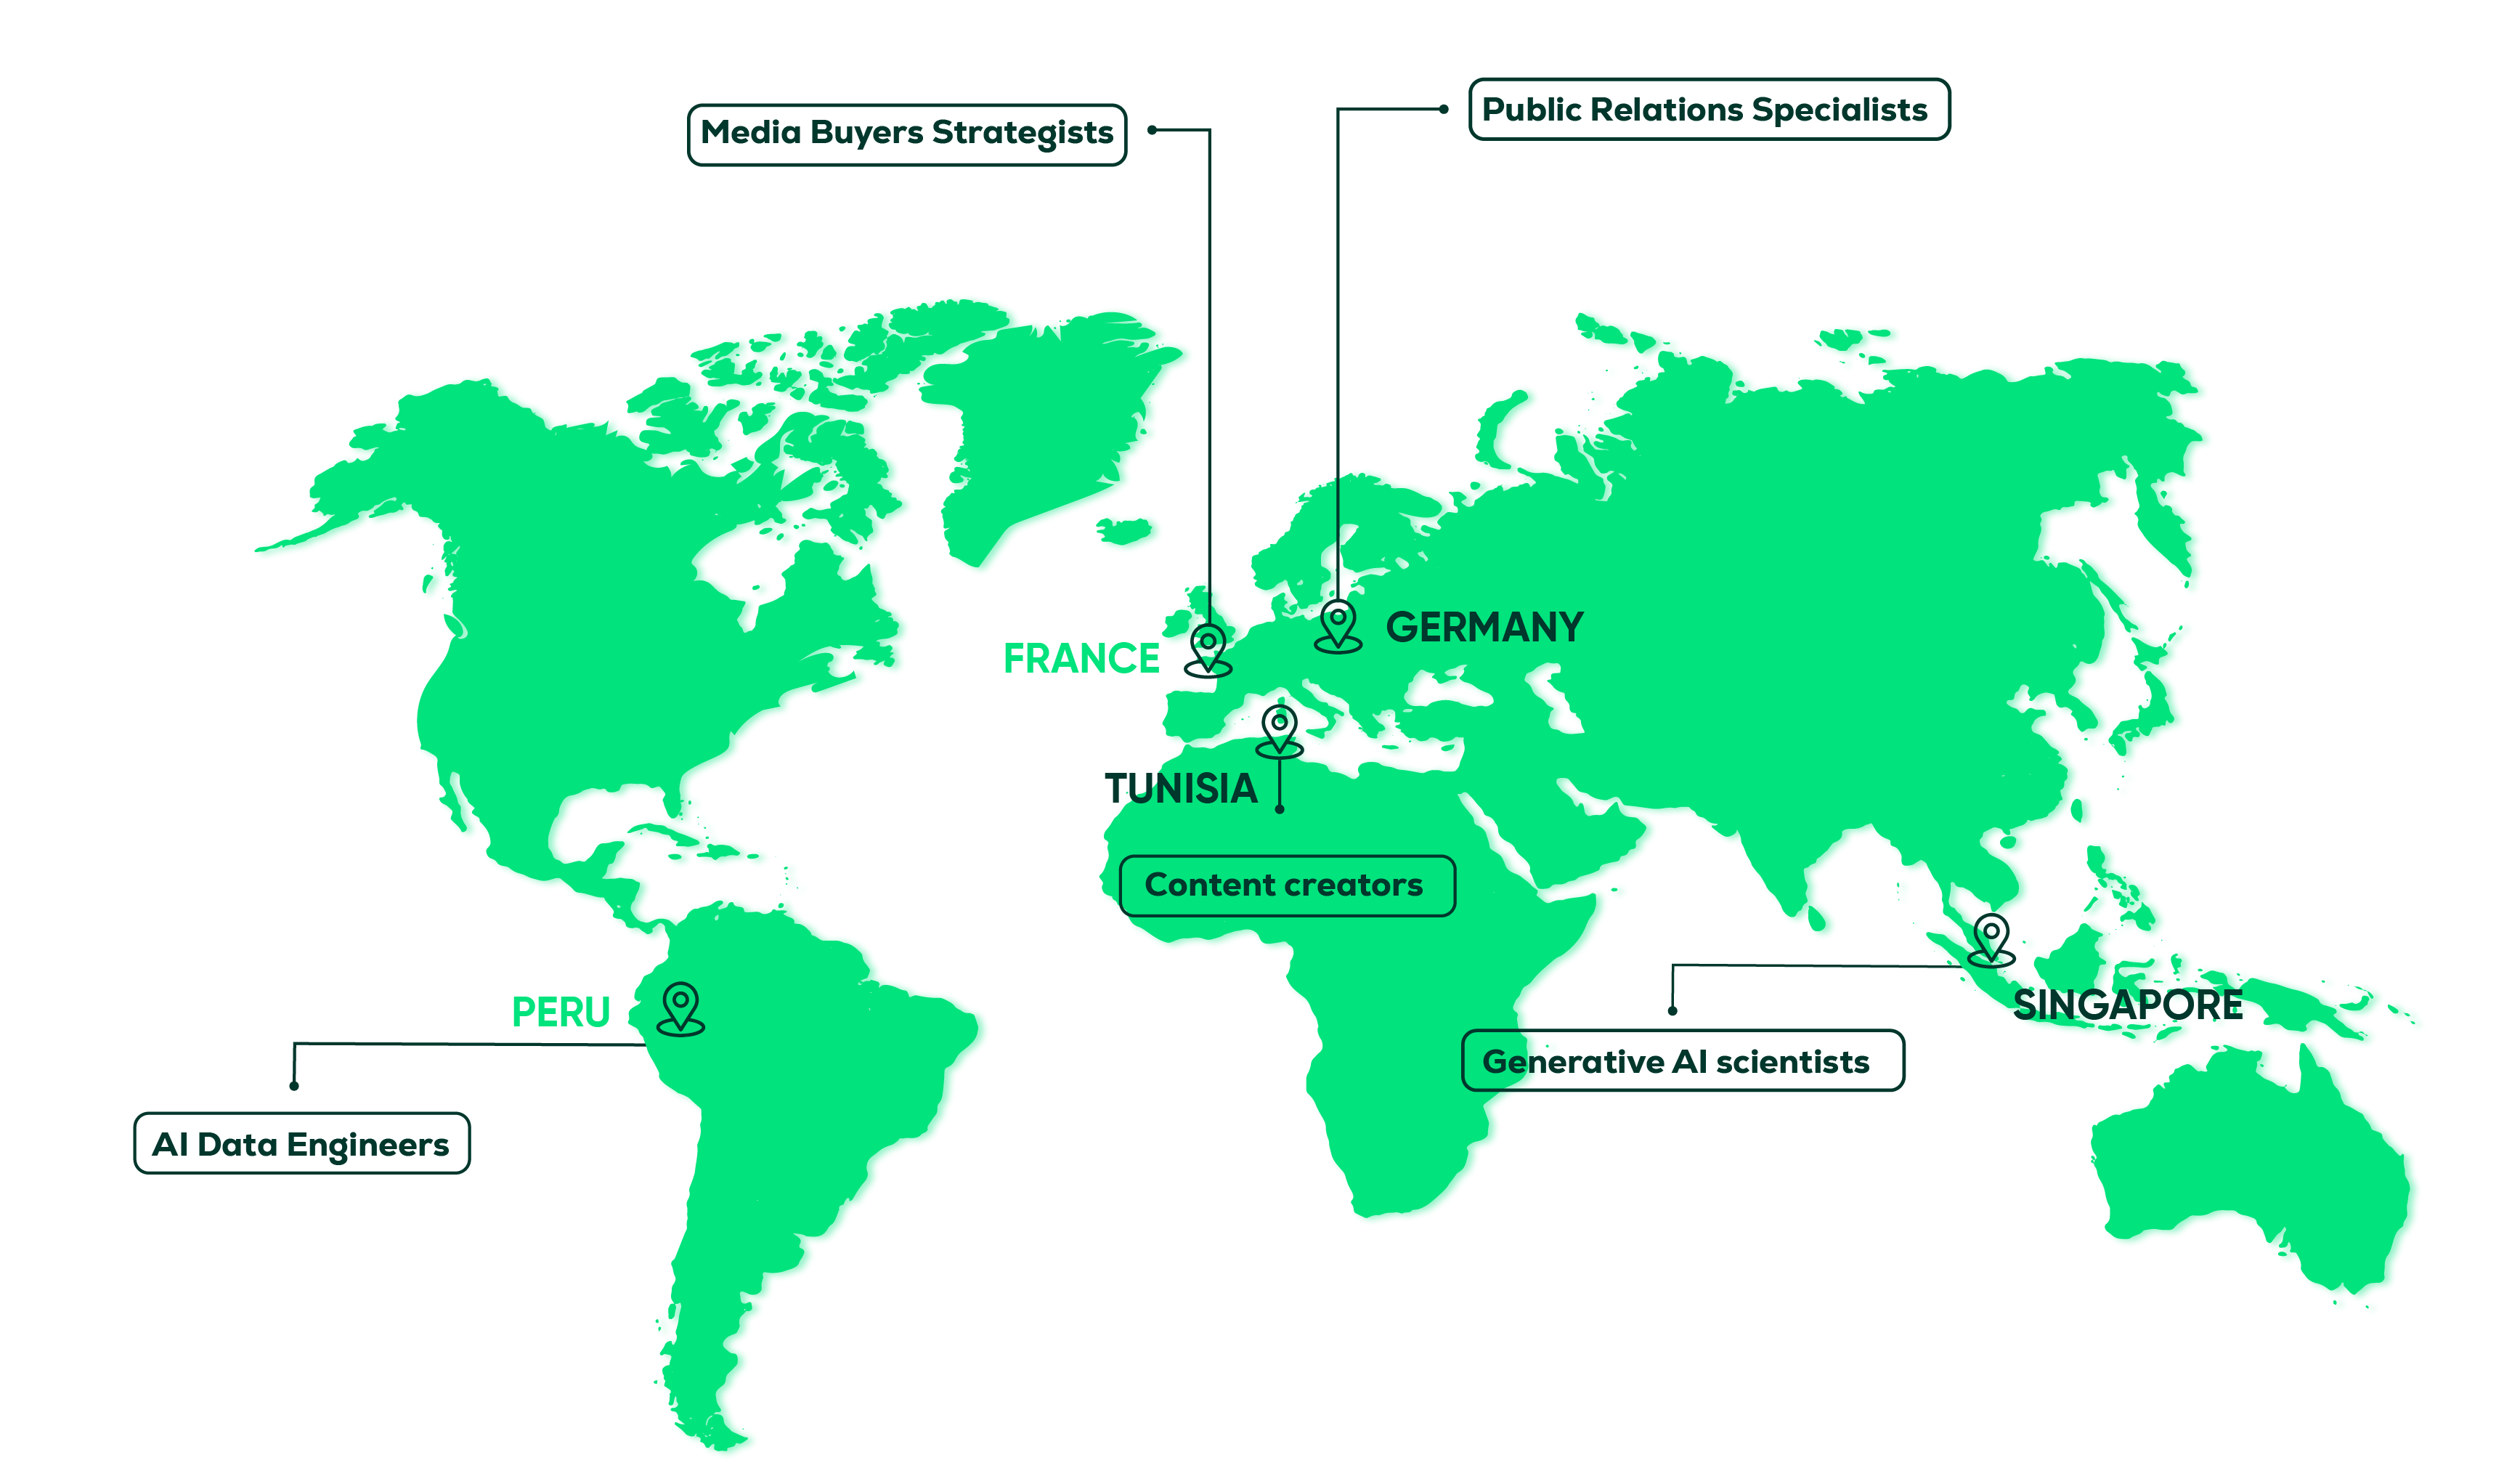 Public Relations Specialists
Media Buyers Strategists
GERMANY
FRANCE
TUNISIA
Content creators
SINGAPORE
PERU
Generative AI scientists
AI Data Engineers